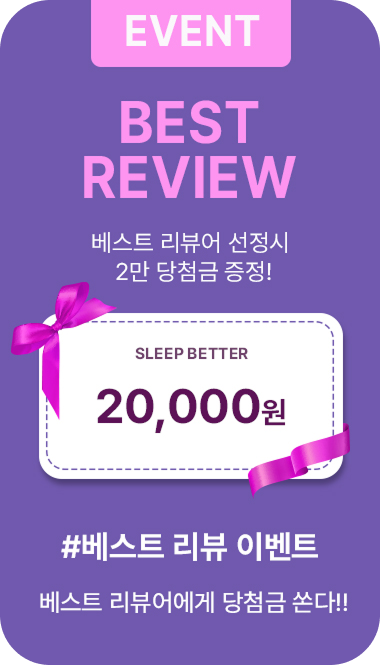 EVENT
BEST
REVIEW
베스트 리뷰어 선정시
2만 당첨금 증정!
SLEEP BETTER
20,000원
#베스트 리뷰 이벤트
베스트 리뷰어에게 당첨금 쏜다!!